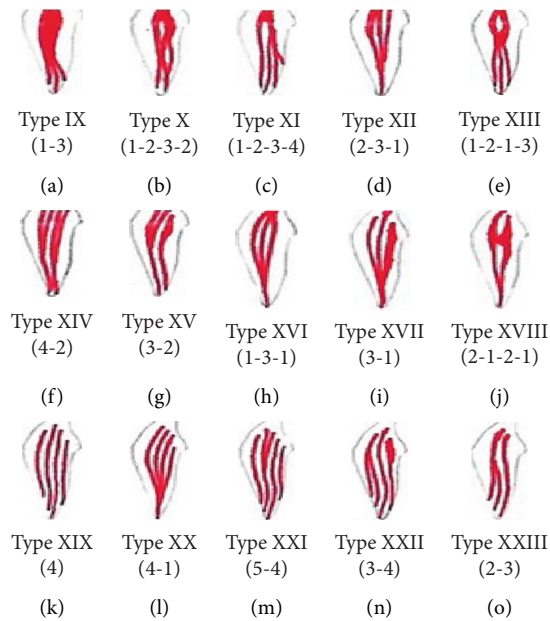 Type IX Type X Type XI Type XII Type XIII
(1-3) (1-2-3-2) (1-2-3-4) (2-3-1) (1-2-1-3)
(a) (b) (c) (d) (e)
Type XIV Type XV Type XVI Type XVII Type XVIII
(4-2) (3-2) (1-3-1) (3-1) (2-1-2-1)
(f) (g) (h) (i) (j)
Type XIX Type XX Type XXI Type XXII Type XXIII
(4) (4-1) (5-4) (3-4) (2-3)
(k) (l) (m) (n) (o)